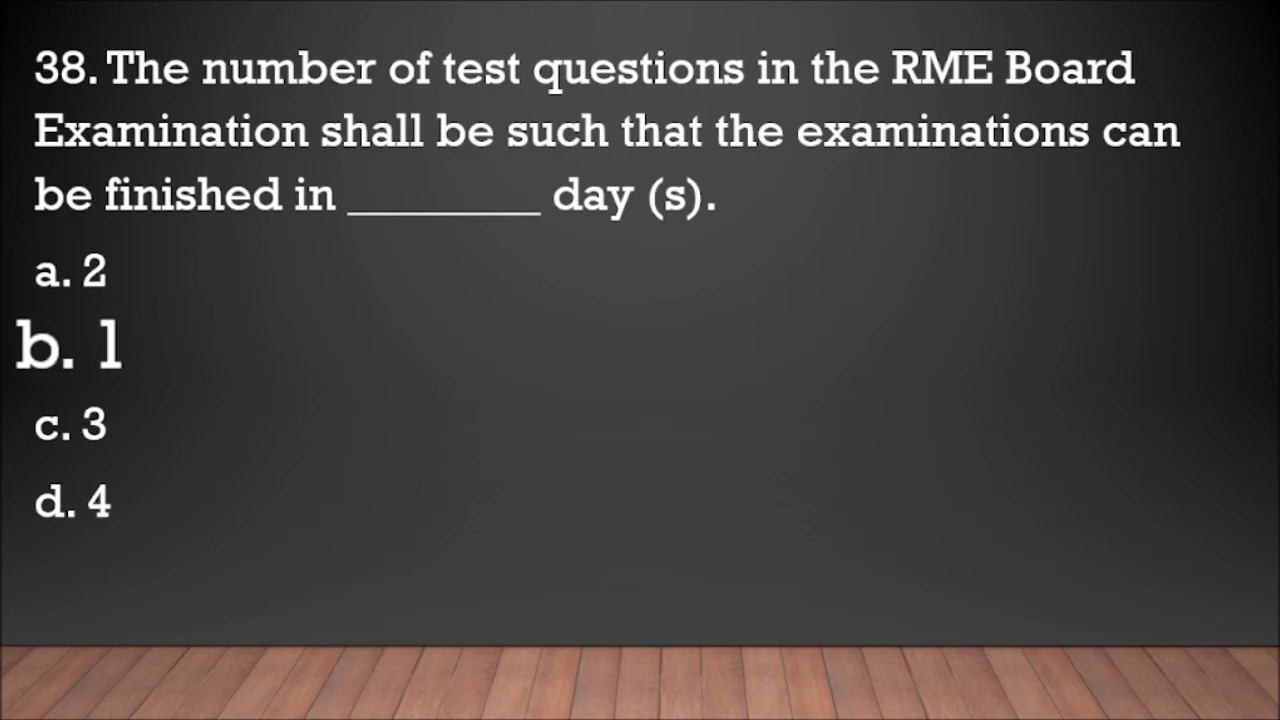 38. The number of test questions in the RME Board
Examination shall be such that the examinations can
be finished in ________ day (s).
a. 2
b. 1
c. 3
d. 4